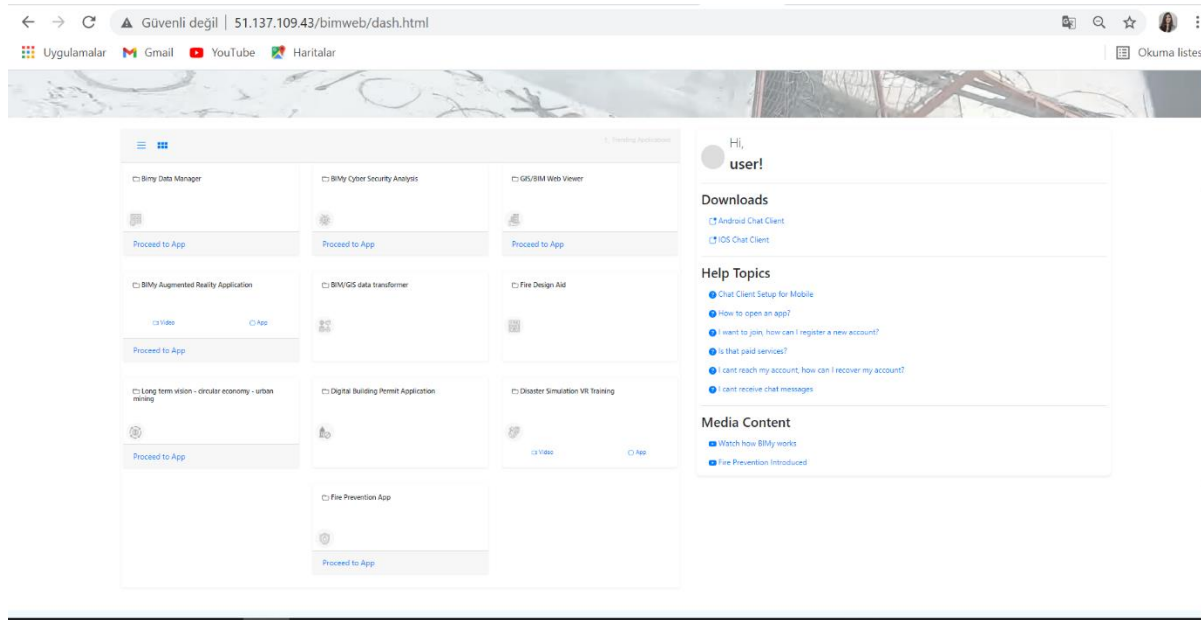 Güvenli değil | 51.137.109.43/bimweb/dash.html
Uygulamalar Gmail YouTube Haritalar Okuma listes
Trending Applications
Bimy Data Manager
Proceed to App
BIMy Cyber Security Analysis
Proceed to App
GIS/BIM Web Viewer
Proceed to App
BIMy Augmented Reality Application
Video App
Proceed to App
BIM/GIS data transformer
Fire Design Aid
Long term vision - circular economy - urban
mining
Proceed to App
Digital Building Permit Application
Disaster Simulation VR Training
Video App
Fire Prevention App
Proceed to App
Hi,
user!
Downloads
Android Chat Client
IOS Chat Client
Help Topics
Chat Client Setup for Mobile
How to open an app?
I want to join, how can I register a new account?
Is that paid services?
I cant reach my account, how can I recover my account?
I cant receive chat messages
Media Content
Watch how BIMy works
Fire Prevention Introduced